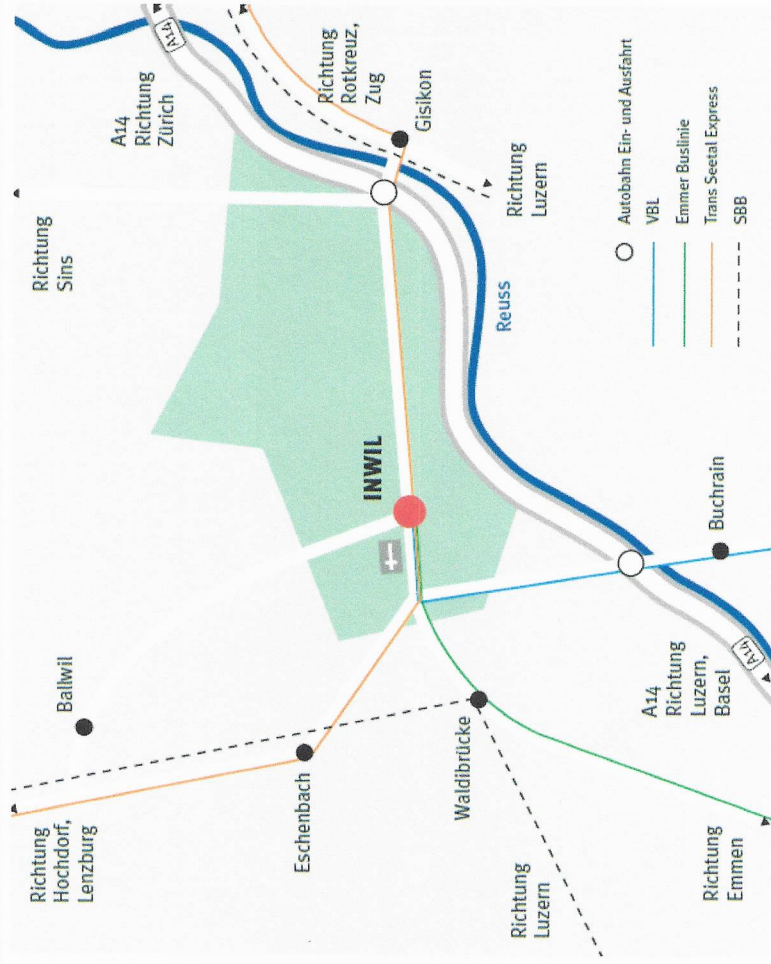 Richtung
Hochdorf,
Lenzburg
Ballwil
Richtung
Sins
A14
Richtung
Zürich
A14
Eschenbach
INWIL
Richtung
Rotkreuz,
Zug
Gisikon
Waldibrücke
Richtung
Luzern
Reuss
Richtung
Luzern
Richtung
Emmen
A14
Richtung
Luzern,
Basel
A14
Buchrain
Autobahn Ein- und Ausfahrt
VBL
Emmer Buslinie
Trans Seetal Express
SBB